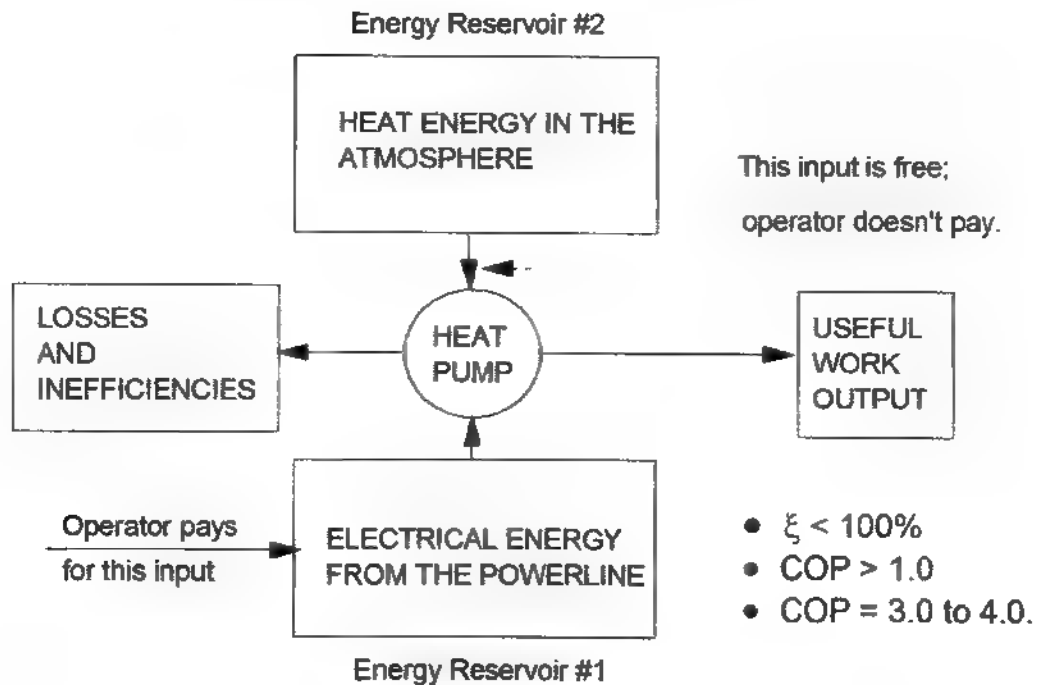 Energy Reservoir #2
HEAT ENERGY IN THE
ATMOSPHERE
This input is free;
operator doesn't pay.
LOSSES
AND
INEFFICIENCIES
HEAT
PUMP
USEFUL
WORK
OUTPUT
Operator pays
for this input
ELECTRICAL ENERGY
FROM THE POWERLINE
• ξ < 100%
• COP > 1.0
• COP = 3.0 to 4.0.
Energy Reservoir #1